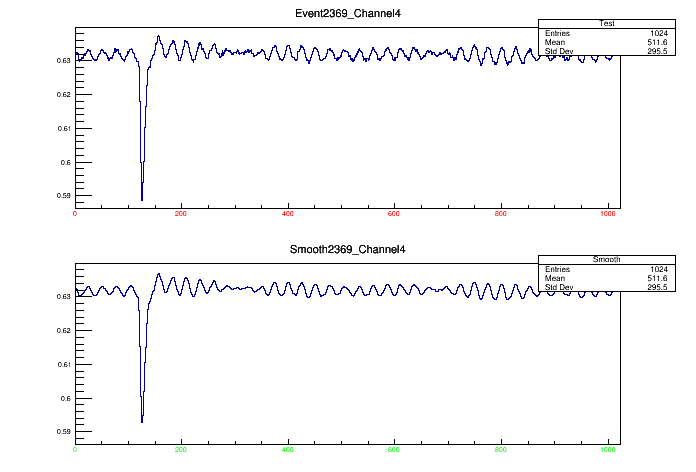 Event2369_Channel4
Test
Entries 1024
Mean 511.6
Std Dev 295.5
0.63
0.62
0.61
0.6
0.59
0 200 400 600 800 1000
Smooth2369_Channel4
Smooth
Entries 1024
Mean 511.6
Std Dev 295.5
0.63
0.62
0.61
0.6
0.59
0 200 400 600 800 1000